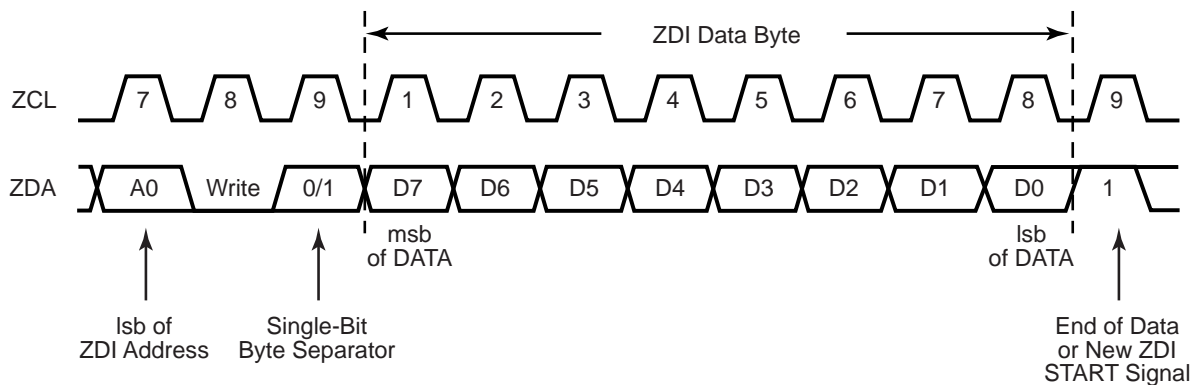 ZDI Data Byte
ZCL 7 8 9 1 2 3 4 5 6 7 8 9
ZDA A0 Write 0/1 D7 D6 D5 D4 D3 D2 D1 D0 1
msb
of DATA
lsb
of DATA
lsb of
ZDI Address
Single-Bit
Byte Separator
End of Data
or New ZDI
START Signal